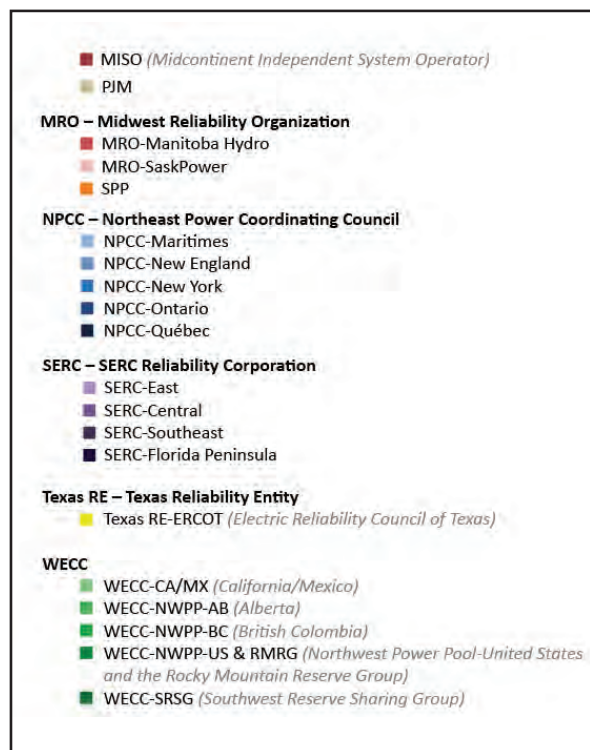 MISO (Midcontinent Independent System Operator)
PJM
MRO – Midwest Reliability Organization
MRO-Manitoba Hydro
MRO-SaskPower
SPP
NPCC – Northeast Power Coordinating Council
NPCC-Maritimes
NPCC-New England
NPCC-New York
NPCC-Ontario
NPCC-Québec
SERC – SERC Reliability Corporation
SERC-East
SERC-Central
SERC-Southeast
SERC-Florida Peninsula
Texas RE – Texas Reliability Entity
Texas RE-ERCOT (Electric Reliability Council of Texas)
WECC
WECC-CA/MX (California/Mexico)
WECC-NWPP-AB (Alberta)
WECC-NWPP-BC (British Colombia)
WECC-NWPP-US & RMRG (Northwest Power Pool-United States
and the Rocky Mountain Reserve Group)
WECC-SRSG (Southwest Reserve Sharing Group)